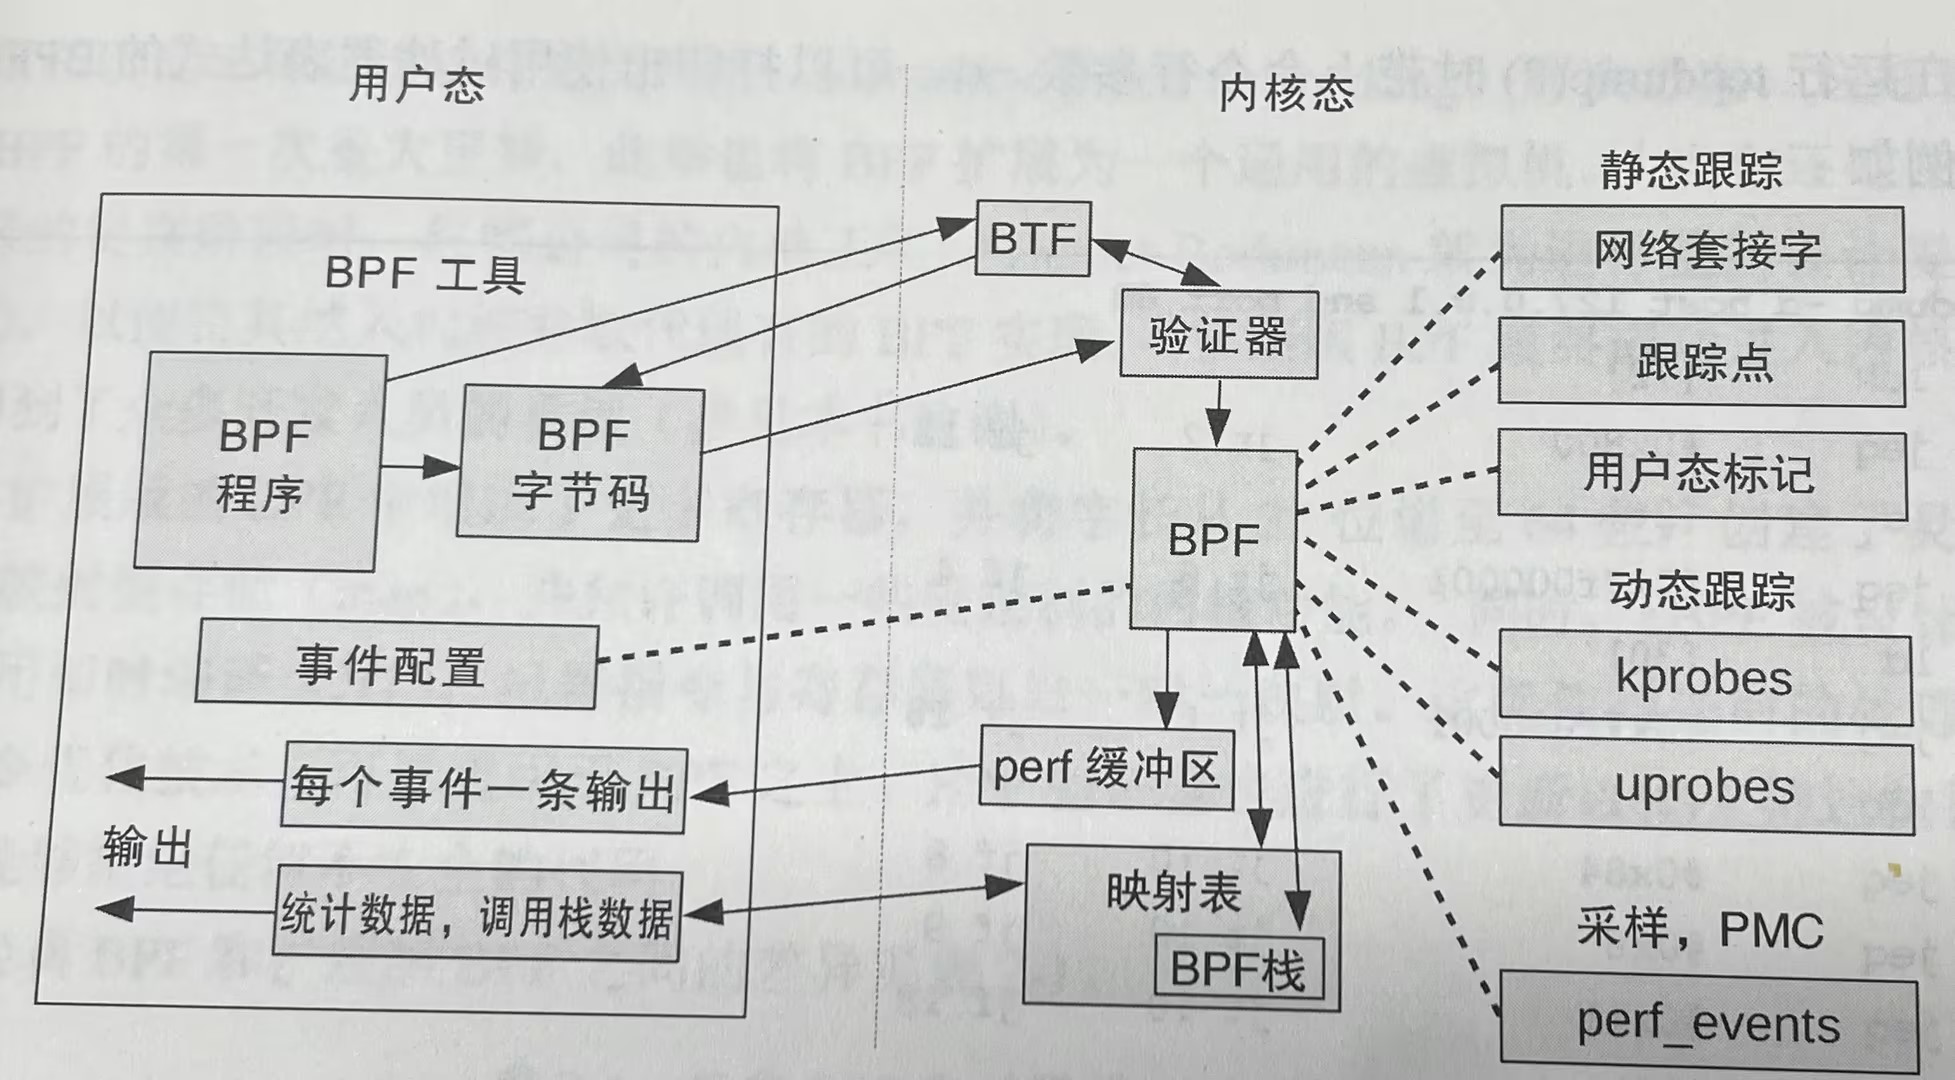 用户态
内核态
BPF 工具
BPF
程序
BPF
字节码
事件配置
每个事件一条输出
输出
统计数据，调用栈数据
BTF
验证器
BPF
perf 缓冲区
映射表
BPF栈
静态跟踪
网络套接字
跟踪点
用户态标记
动态跟踪
kprobes
uprobes
采样，PMC
perf_events